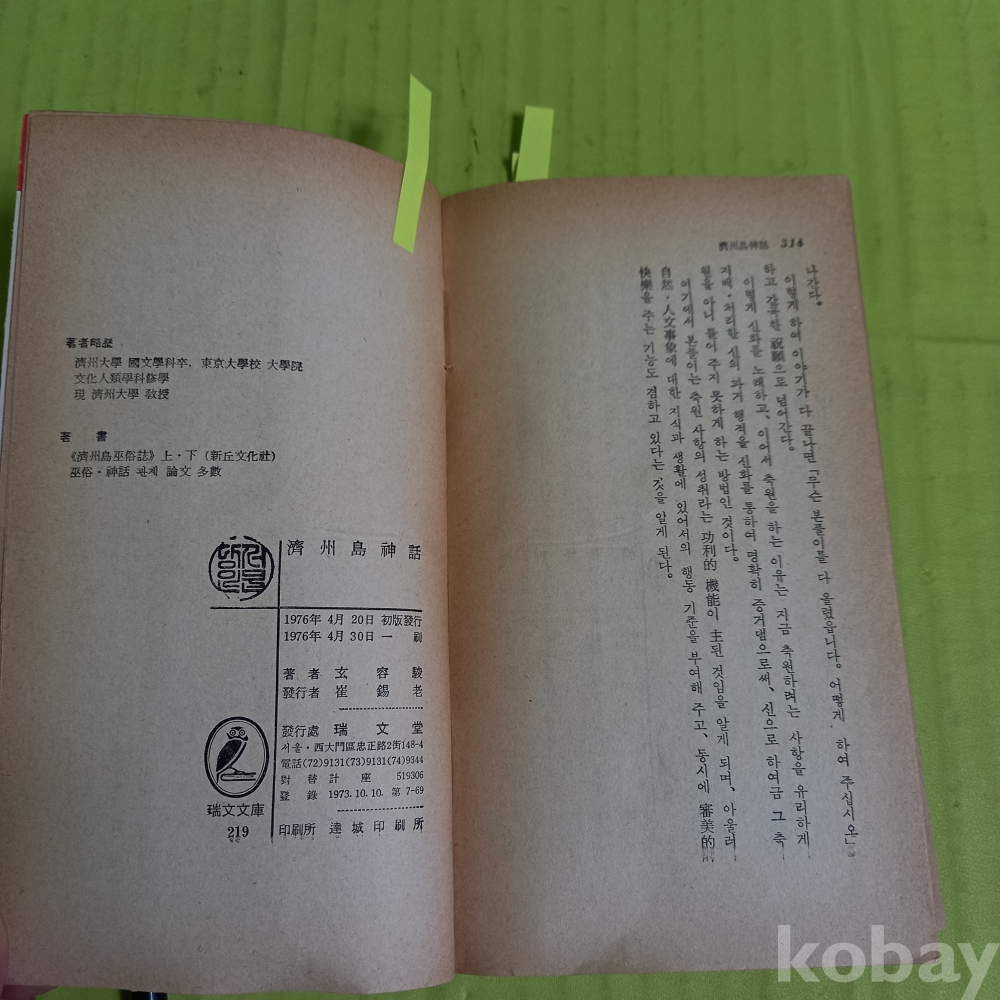 濟州島神話 314
나간다.
이렇게 하여 이야기가 다 끝나면「무슨 본풀이를 다 올렸읍니다. 어떻게 하여 주십시오」
하고 간곡한 祝願으로 넘어간다.
이렇게 신화를 노래하고, 이어서 축원을 하는 이유는 지금 축원하려는 사항을 유리하게
지배·처리한 신의 과거 행적을 신화를 통하여 명확히 증거댐으로써, 신으로 하여금 그 축
원을 아니 들어 주지 못하게 하는 방법인 것이다.
여기에서 본풀이는 축원 사항의 성취라는 功利的 機能이 主된 것임을 알게 되며, 아울러
自然·人文事象에 대한 지식과 생활에 있어서의 행동 기준을 부여해 주고, 동시에 審美的인
快樂을 주는 기능도 겸하고 있다는 것을 알게 된다.
著者略歷
濟州大學 國文學科卒、東京大學校 大學院
文化人類學科修學
現 濟州大學 敎授
著 書
《濟州島巫俗誌》上·下 (新丘文化社)
巫俗·神話 관계 論文 多數
濟州島神話
1976年 4月 20日 初版發行
1976年 4月 30日 一 刷
著者 玄容駿
發行者 崔錫老
發行處 瑞文堂
서울·西大門區忠正路2街148-4
電話(72)9131(73)9131(74)9344
對替計座 519306
登錄 1973.10.10. 第7-69
印刷所 達城印刷所
瑞文文庫
219
kobay